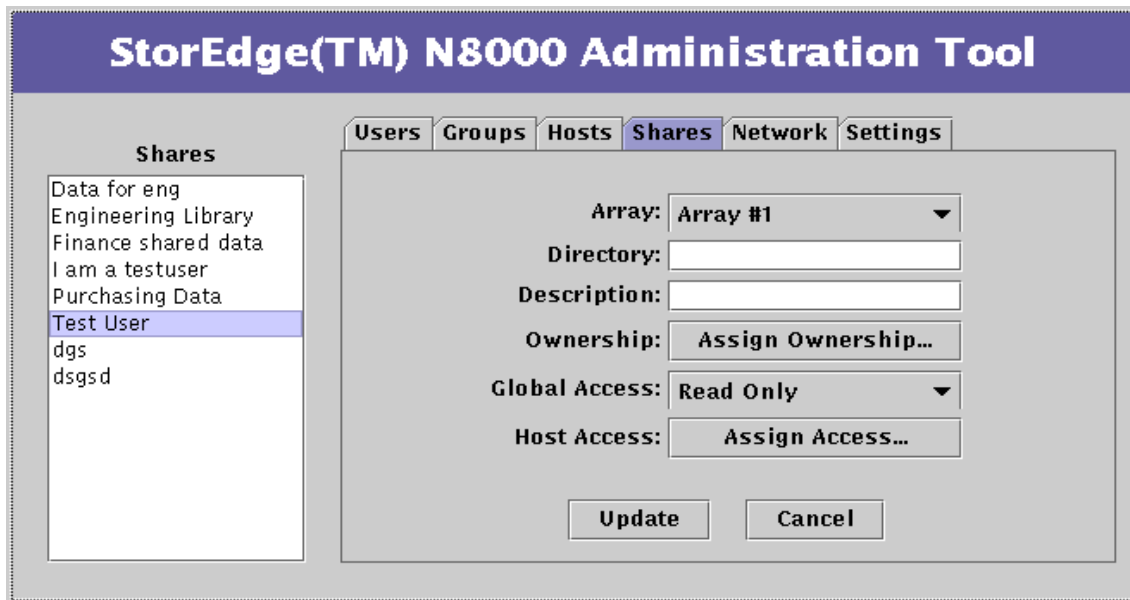 StorEdge(TM) N8000 Administration Tool
Users Groups Hosts Shares Network Settings
Shares
Data for eng
Engineering Library
Finance shared data
I am a testuser
Purchasing Data
Test User
dgs
dsgsd
Array: Array #1
Directory:
Description:
Ownership: Assign Ownership...
Global Access: Read Only
Host Access: Assign Access...
Update Cancel